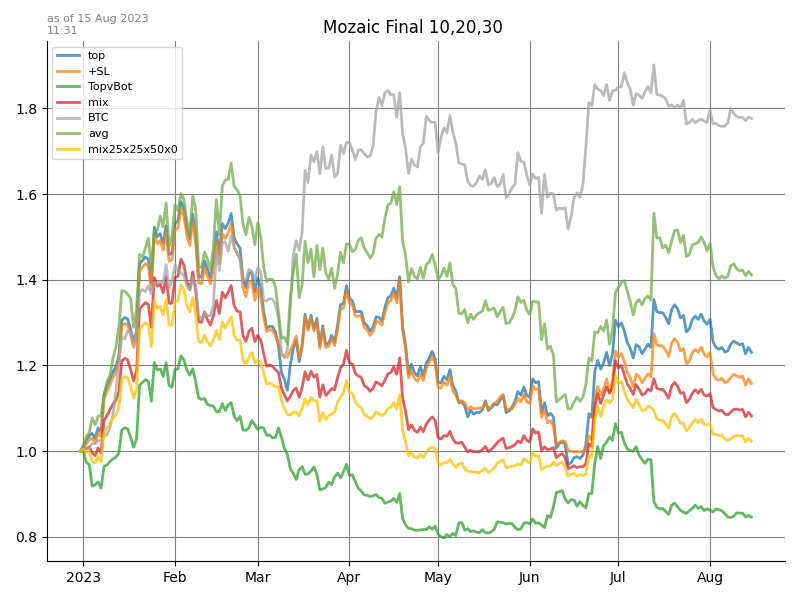 as of 15 Aug 2023
11:31
Mozaic Final 10,20,30
top
+SL
TopvBot
mix
BTC
avg
mix25x25x50x0
1.8
1.6
1.4
1.2
1.0
0.8
2023 Feb Mar Apr May Jun Jul Aug